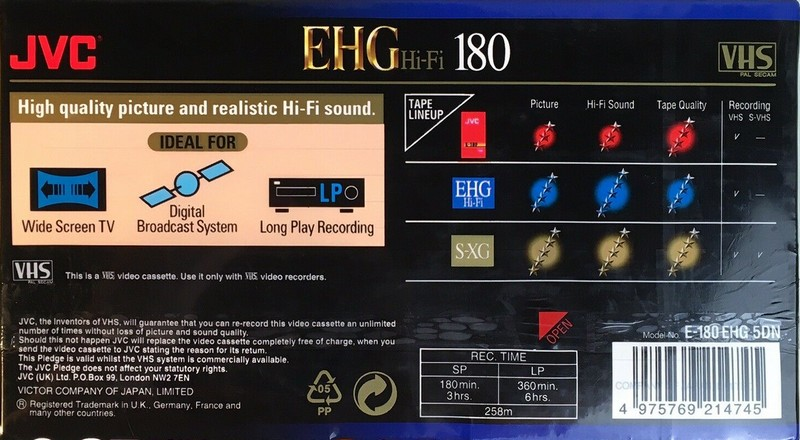 JVC
EHG Hi-Fi 180
VHS
PAL SECAM
High quality picture and realistic Hi-Fi sound.
IDEAL FOR
LP
Wide Screen TV
Digital
Broadcast System
Long Play Recording
TAPE
LINEUP
Picture
Hi-Fi Sound
Tape Quality
Recording
VHS S-VHS
JVC
EHG
Hi-Fi
S-XG
VHS
PAL SECAM
This is a VHS video cassette. Use it only with VHS video recorders.
JVC, the Inventors of VHS, will guarantee that you can re-record this video cassette an unlimited
number of times without loss of picture and sound quality.
Should this not happen JVC will replace the video cassette completely free of charge, when you
send the video cassette to JVC stating the reason for its return.
This Pledge is valid whilst the VHS system is commercially available.
The JVC Pledge does not affect your statutory rights.
JVC (UK) Ltd. P.O.Box 99, London NW2 7EN
VICTOR COMPANY OF JAPAN, LIMITED
® Registered Trademark in U.K., Germany, France and
many other countries.
05
PP
OPEN
REC. TIME
SP LP
180min. 360min.
3hrs. 6hrs.
258m
Model No. E-180 EHG 5DN
4 975769 214745